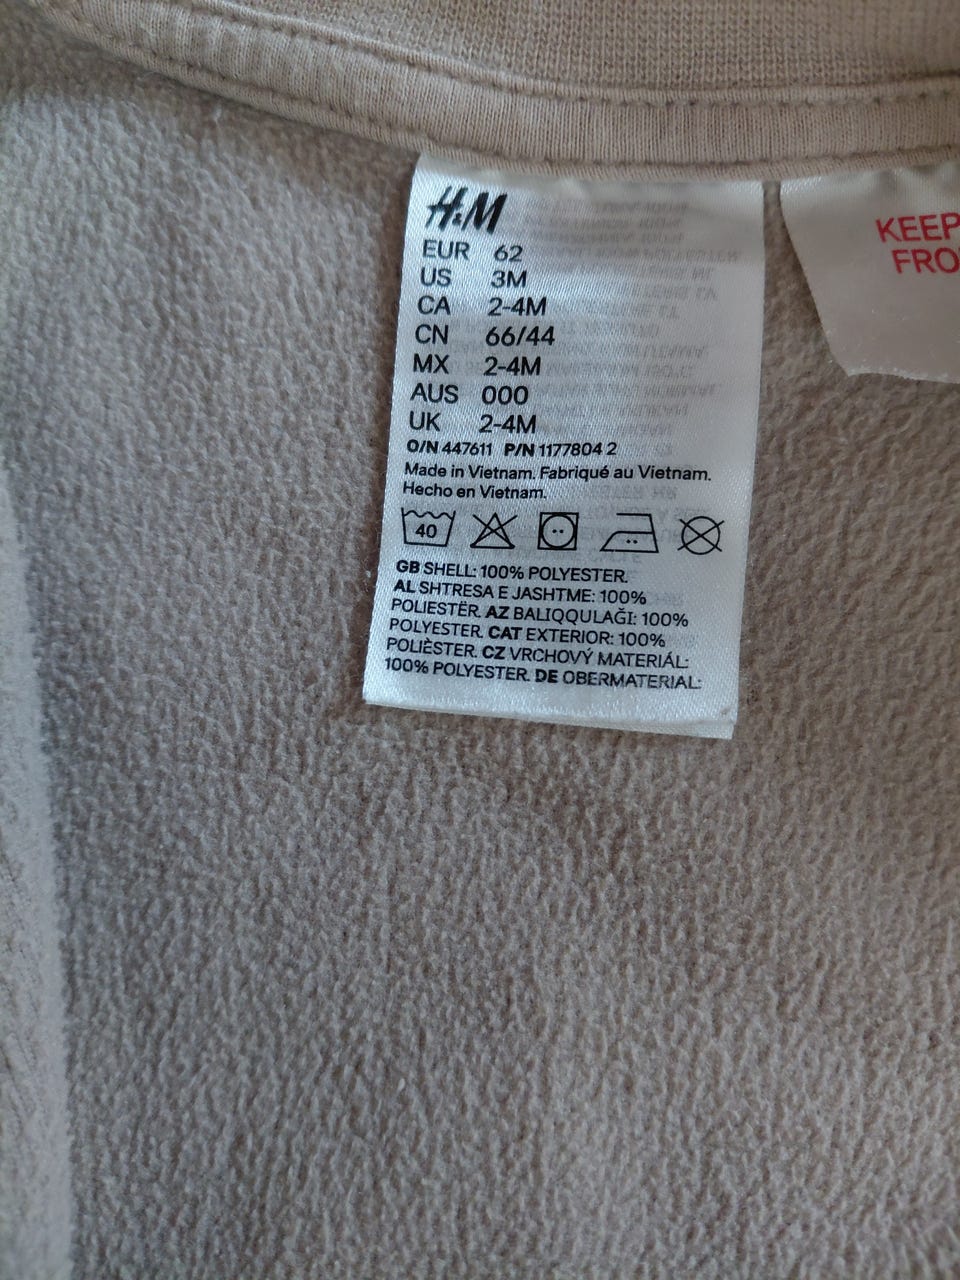 H&M
EUR 62
US 3M
CA 2-4M
CN 66/44
MX 2-4M
AUS 000
UK 2-4M
O/N 447611 P/N 1177804 2
Made in Vietnam. Fabriqué au Vietnam.
Hecho en Vietnam.
40
GB SHELL: 100% POLYESTER.
AL SHTRESA E JASHTME: 100%
POLIESTËR. AZ BALIQQULAĞI: 100%
POLYESTER. CAT EXTERIOR: 100%
POLIÈSTER. CZ VRCHOVÝ MATERIÁL:
100% POLYESTER. DE OBERMATERIAL:
KEEP
FRO